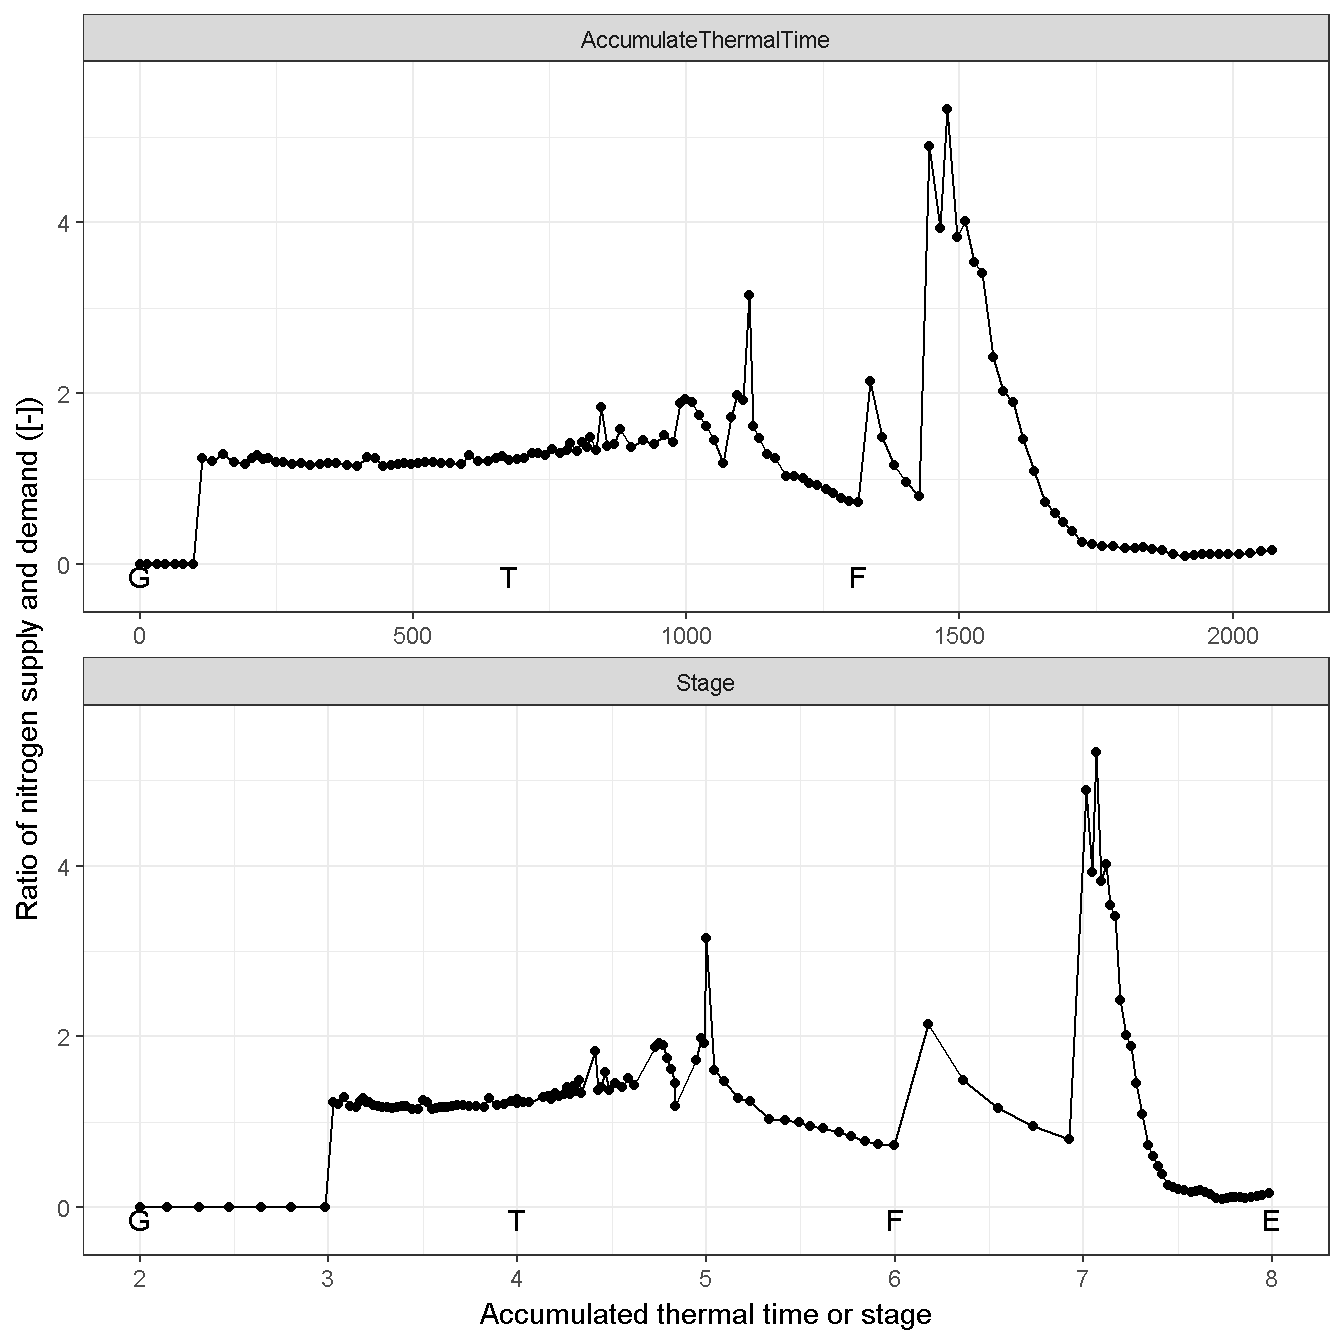 AccumulateThermalTime
4
2
0
G T F
0 500 1000 1500 2000
Ratio of nitrogen supply and demand ([-])
Stage
4
2
0
G T F E
2 3 4 5 6 7 8
Accumulated thermal time or stage